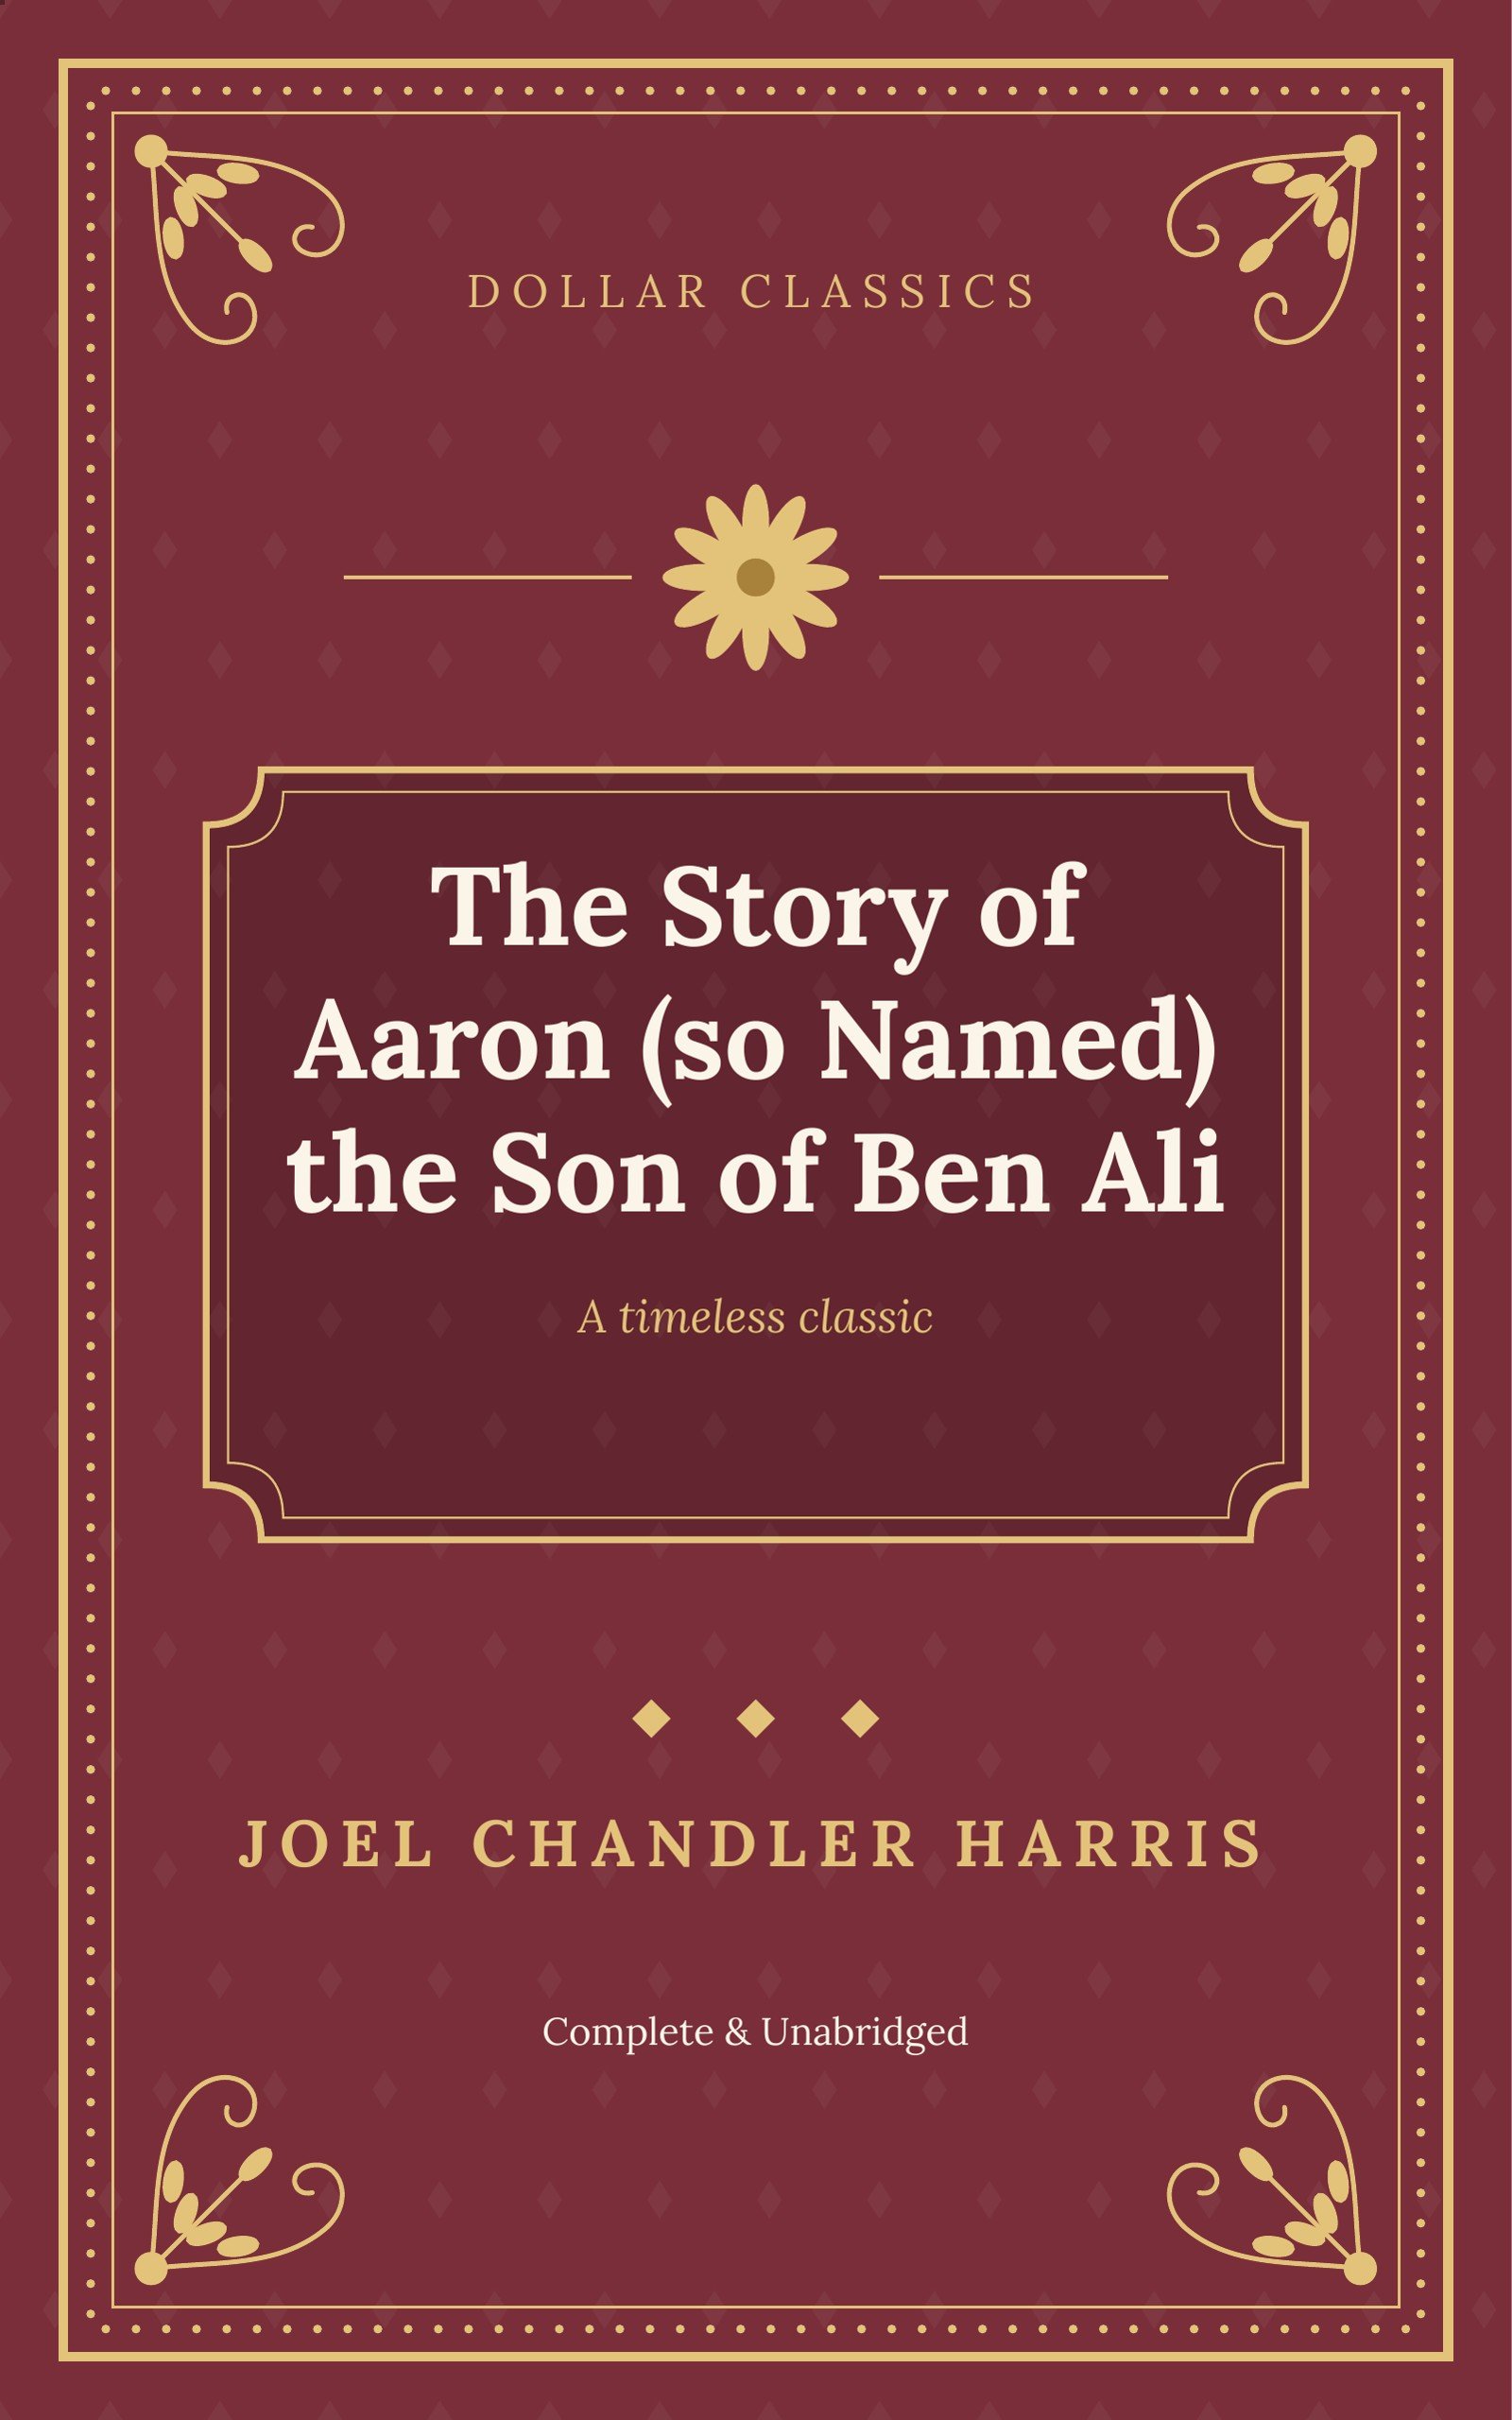 DOLLAR CLASSICS
The Story of
Aaron (so Named)
the Son of Ben Ali
A timeless classic
JOEL CHANDLER HARRIS
Complete & Unabridged